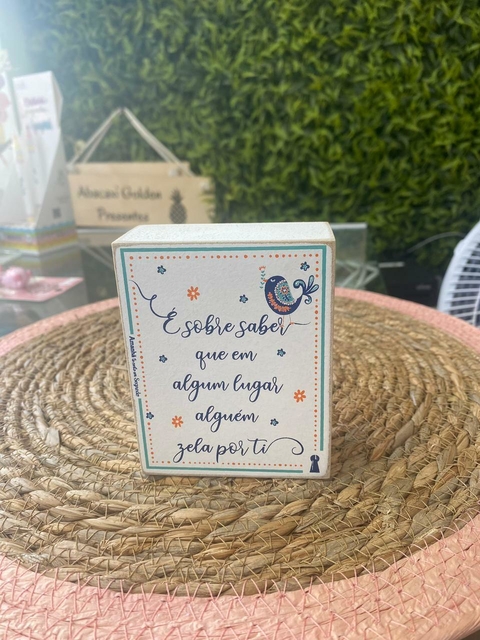 Abacaxi Golden
Presentes
É sobre saber
que em
algum lugar
alguém
zela por ti